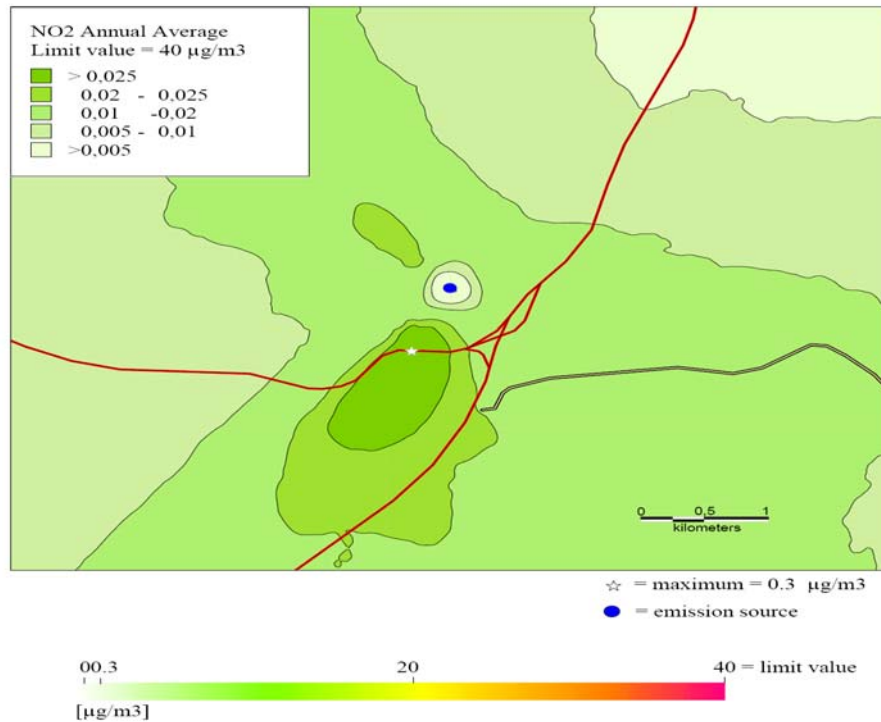 NO2 Annual Average
Limit value = 40 µg/m3
> 0,025
0,02 - 0,025
0,01 -0,02
0,005 - 0,01
>0,005
0 0,5 1
kilometers
☆ = maximum = 0.3 µg/m3
= emission source
00.3 20 40 = limit value
[µg/m3]